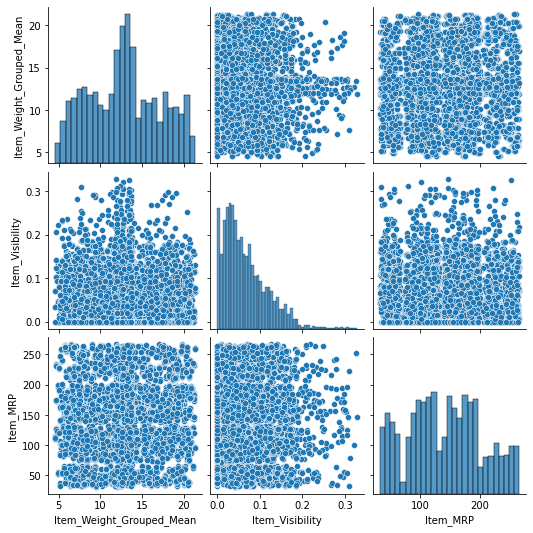 Item_Weight_Grouped_Mean
20
15
10
5
Item_Visibility
0.3
0.2
0.1
0.0
Item_MRP
250
200
150
100
50
5 10 15 20
0.0 0.1 0.2 0.3
100 200
Item_Weight_Grouped_Mean
Item_Visibility
Item_MRP